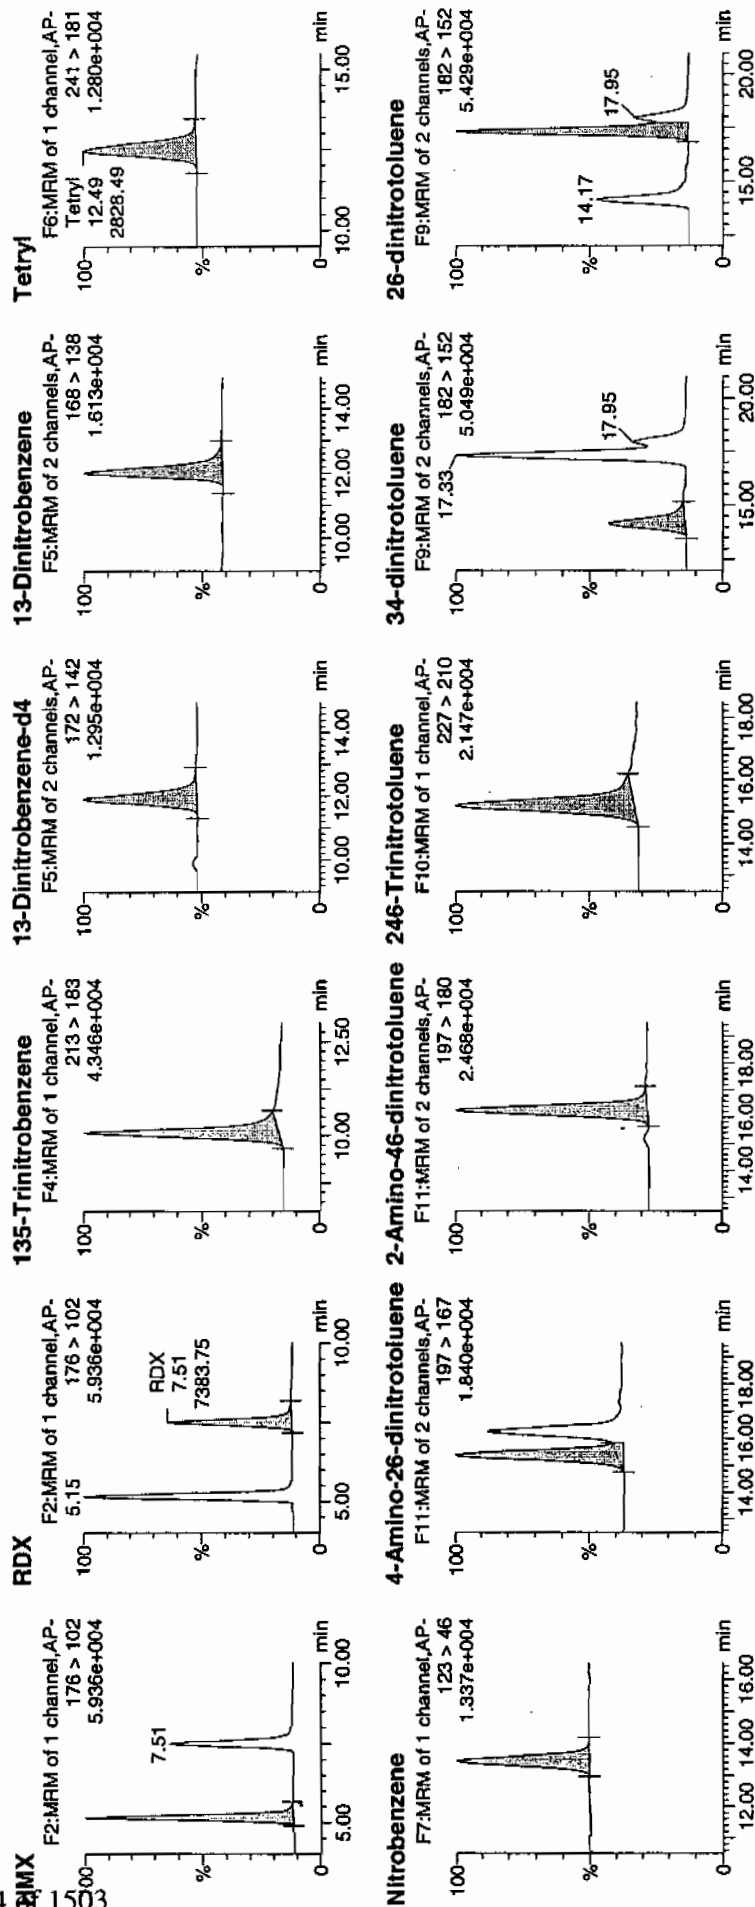 HMX
F2:MRM of 1 channel,AP-
176 > 102
5.936e+004
100
7.51
%
0
5.00
10.00
min
RDX
F2:MRM of 1 channel,AP-
176 > 102
5.936e+004
100
5.15
RDX
7.51
7383.75
%
0
5.00
10.00
min
135-Trinitrobenzene
F4:MRM of 1 channel,AP-
213 > 183
4.346e+004
100
%
0
10.00
12.50
min
13-Dinitrobenzene-d4
F5:MRM of 2 channels,AP-
172 > 142
1.295e+004
100
%
0
10.00
12.00
14.00
min
13-Dinitrobenzene
F5:MRM of 2 channels,AP-
168 > 138
1.613e+004
100
%
0
10.00
12.00
14.00
min
Tetryl
F6:MRM of 1 channel,AP-
241 > 181
1.280e+004
100
Tetryl
12.49
2828.49
%
0
10.00
15.00
min
Nitrobenzene
F7:MRM of 1 channel,AP-
123 > 46
1.337e+004
100
%
0
12.00
14.00
16.00
min
4-Amino-26-dinitrotoluene
F11:MRM of 2 channels,AP-
197 > 167
1.840e+004
100
%
0
14.00
16.00
18.00
min
2-Amino-46-dinitrotoluene
F11:MRM of 2 channels,AP-
197 > 180
2.468e+004
100
%
0
14.00
16.00
18.00
min
246-Trinitrotoluene
F10:MRM of 1 channel,AP-
227 > 210
2.147e+004
100
%
0
14.00
16.00
18.00
min
34-dinitrotoluene
F9:MRM of 2 channels,AP-
182 > 152
5.049e+004
100
17.33
17.95
%
0
15.00
20.00
min
26-dinitrotoluene
F9:MRM of 2 channels,AP-
182 > 152
5.429e+004
100
14.17
17.95
%
0
15.00
20.00
min
1503